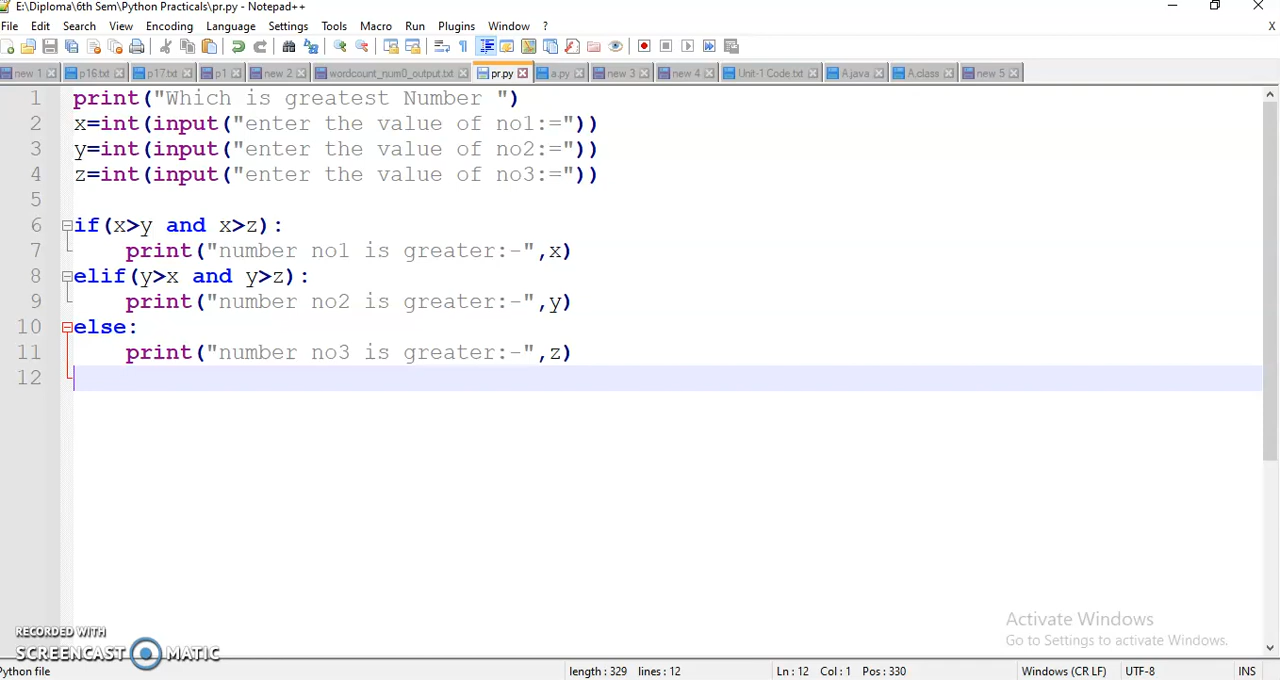 E:\Diploma\6th Sem\Python Practicals\pr.py - Notepad++
File Edit Search View Encoding Language Settings Tools Macro Run Plugins Window ?
X
new 1 p16.txt p17.txt p1 new 2 wordcount_num0_output.txt pr.py a.py new 3 new 4 Unit-1 Code.txt A.java A.class new 5
1 print("Which is greatest Number ")
2 x=int(input("enter the value of no1:="))
3 y=int(input("enter the value of no2:="))
4 z=int(input("enter the value of no3:="))
5
6 if(x>y and x>z):
7 print("number no1 is greater:-",x)
8 elif(y>x and y>z):
9 print("number no2 is greater:-",y)
10 else:
11 print("number no3 is greater:-",z)
12
Activate Windows
Go to Settings to activate Windows.
RECORDED WITH
SCREENCAST MATIC
Python file length : 329 lines : 12 Ln : 12 Col : 1 Pos : 330 Windows (CR LF) UTF-8 INS